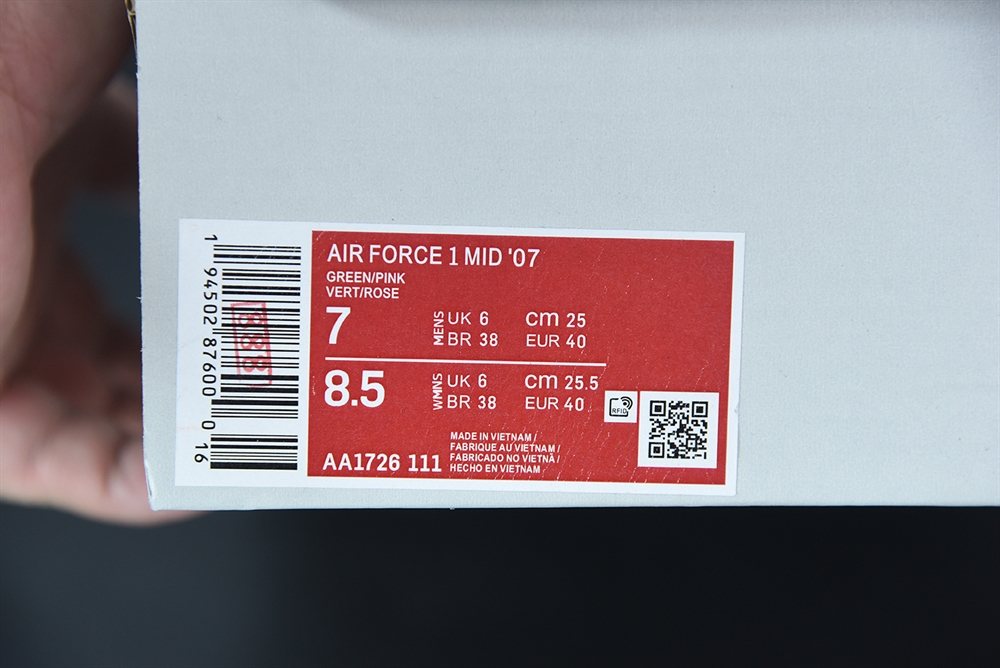 AIR FORCE 1 MID '07
GREEN/PINK
VERT/ROSE
7
MENS
UK 6 cm 25
BR 38 EUR 40
8.5
WMNS
UK 6 cm 25.5
BR 38 EUR 40
RFID
AA1726 111
MADE IN VIETNAM /
FABRIQUE AU VIETNAM /
FABRICADO NO VIETNÃ /
HECHO EN VIETNAM
1 94502 87600 0 16
888